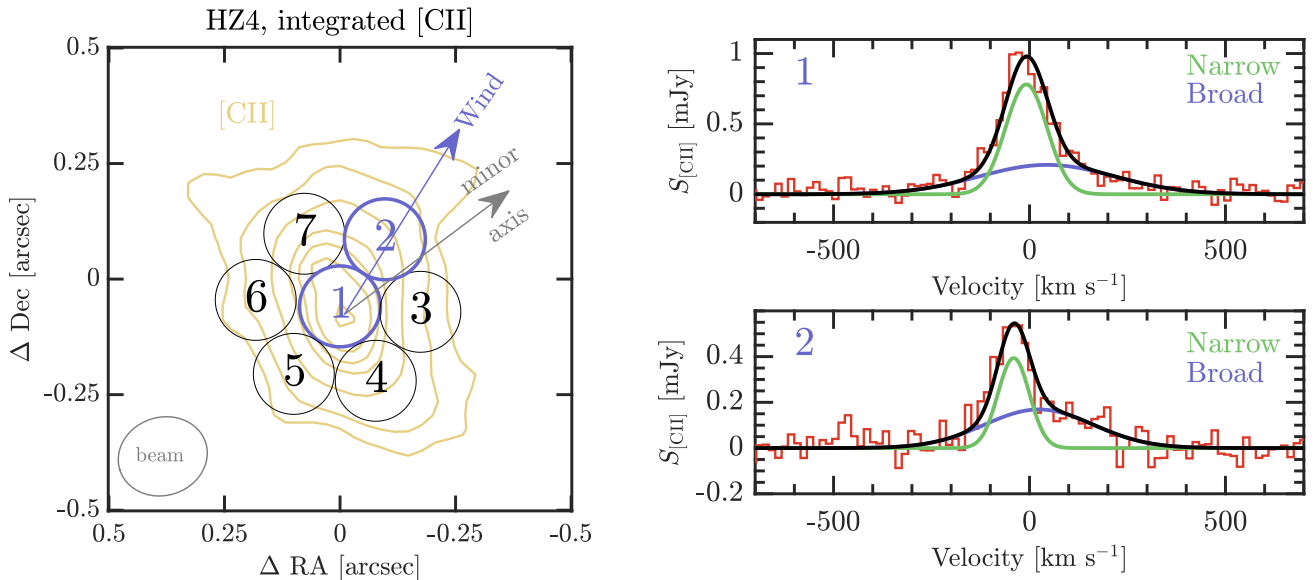 HZ4, integrated [CII]
0.5
0.25
0
-0.25
-0.5
0.5
0.25
0
-0.25
-0.5
Δ RA [arcsec]
Δ Dec [arcsec]
[CII]
Wind
minor
axis
7
2
6
1
3
5
4
beam
1
0.5
0
S[CII] [mJy]
1
Narrow
Broad
-500
0
500
Velocity [km s⁻¹]
0.4
0.2
0
-0.2
S[CII] [mJy]
2
Narrow
Broad
-500
0
500
Velocity [km s⁻¹]